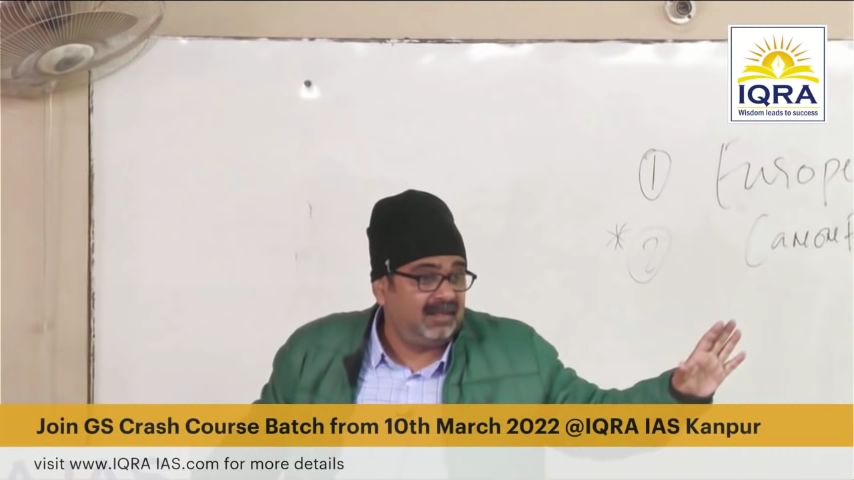 IQRA
Wisdom leads to success
① Europe
* ②
Join GS Crash Course Batch from 10th March 2022 @IQRA IAS Kanpur
visit www.IQRA IAS.com for more details